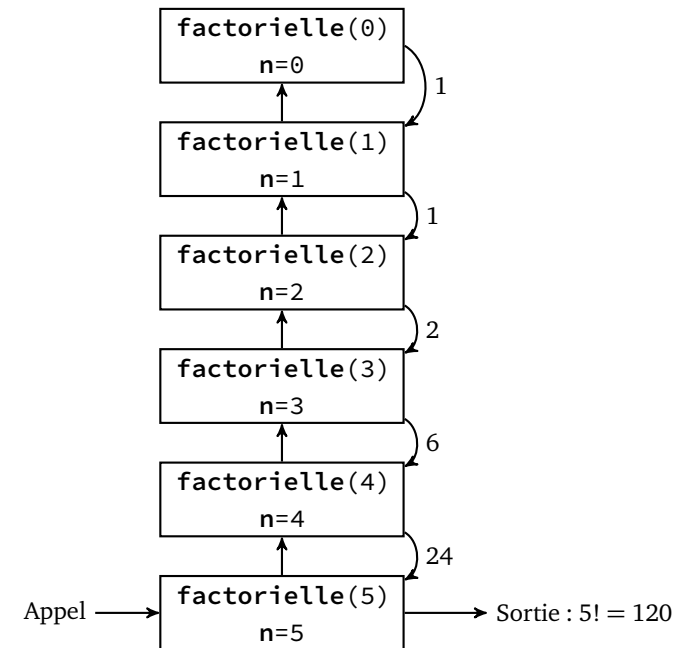 factorielle(0)
n=0
1
factorielle(1)
n=1
1
factorielle(2)
n=2
2
factorielle(3)
n=3
6
factorielle(4)
n=4
24
Appel
factorielle(5)
n=5
Sortie : 5! = 120